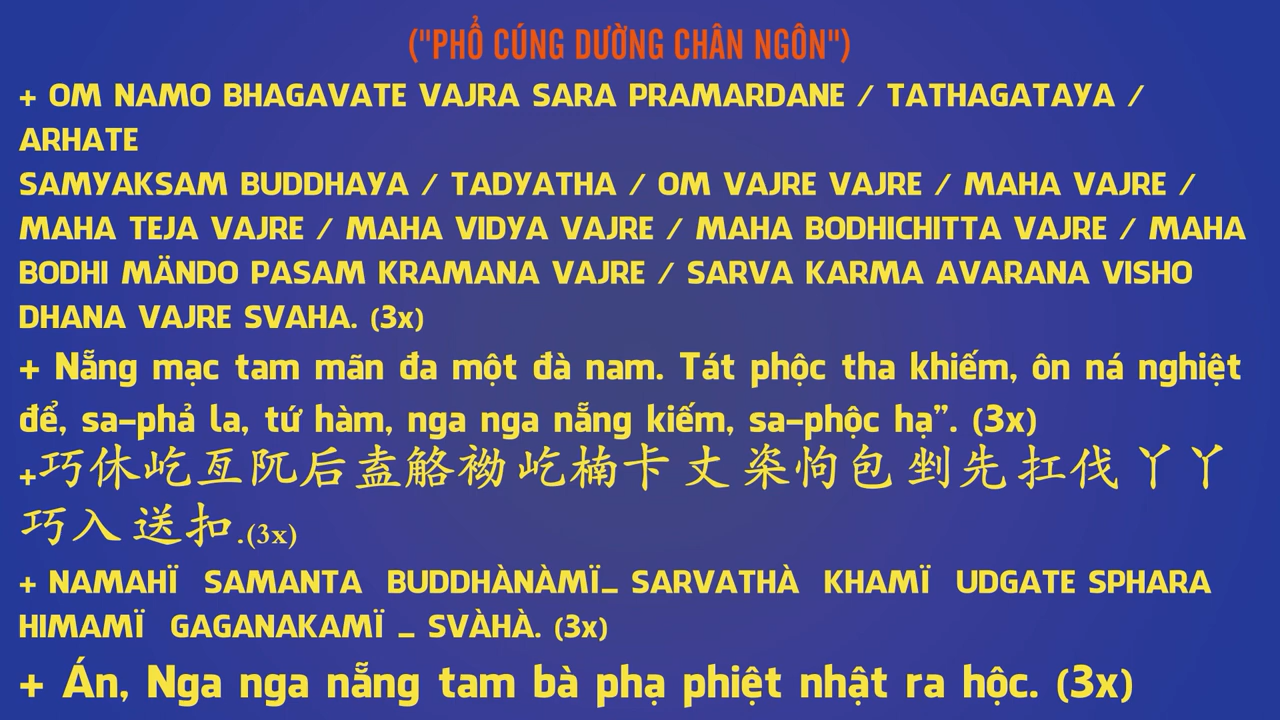 ("PHỔ CÚNG DƯỜNG CHÂN NGÔN")
+ OM NAMO BHAGAVATE VAJRA SARA PRAMARDANE / TATHAGATAYA /
ARHATE
SAMYAKSAM BUDDHAYA / TADYATHA / OM VAJRE VAJRE / MAHA VAJRE /
MAHA TEJA VAJRE / MAHA VIDYA VAJRE / MAHA BODHICHITTA VAJRE / MAHA
BODHI MÄNDO PASAM KRAMANA VAJRE / SARVA KARMA AVARANA VISHO
DHANA VAJRE SVAHA. (3x)
+ Nẵng mạc tam mãn đa một đà nam. Tát phộc tha khiếm, ôn ná nghiệt
để, sa-phả la, tứ hàm, nga nga nẵng kiếm, sa-phộc hạ”. (3x)
+巧休屹亙阢后盍觡袎屹楠卡丈 栥怐包 剉先扛伐 丫丫
巧入送扣.(3x)
+ NAMAHÏ SAMANTA BUDDHÀNÀMÏ_ SARVATHÀ KHAMÏ UDGATE SPHARA
HIMAMÏ GAGANAKAMÏ _ SVÀHÀ. (3x)
+ Án, Nga nga nẵng tam bà phạ phiệt nhật ra hộc. (3x)